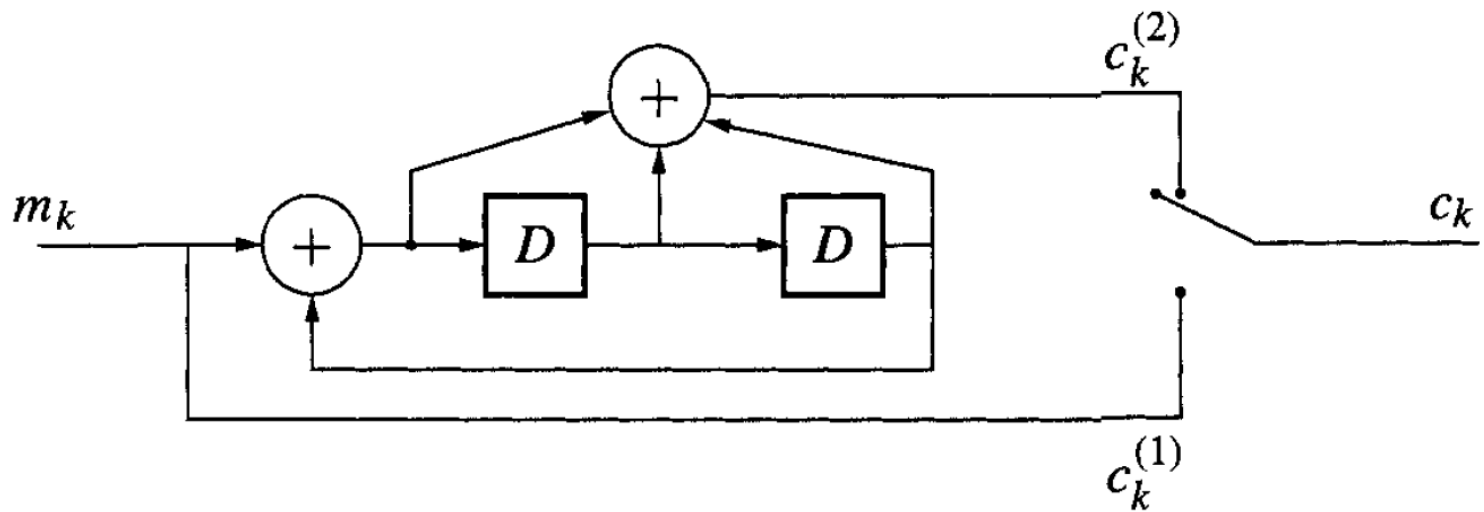 c_k^{(2)}
+
m_k
+
D
D
c_k
c_k^{(1)}